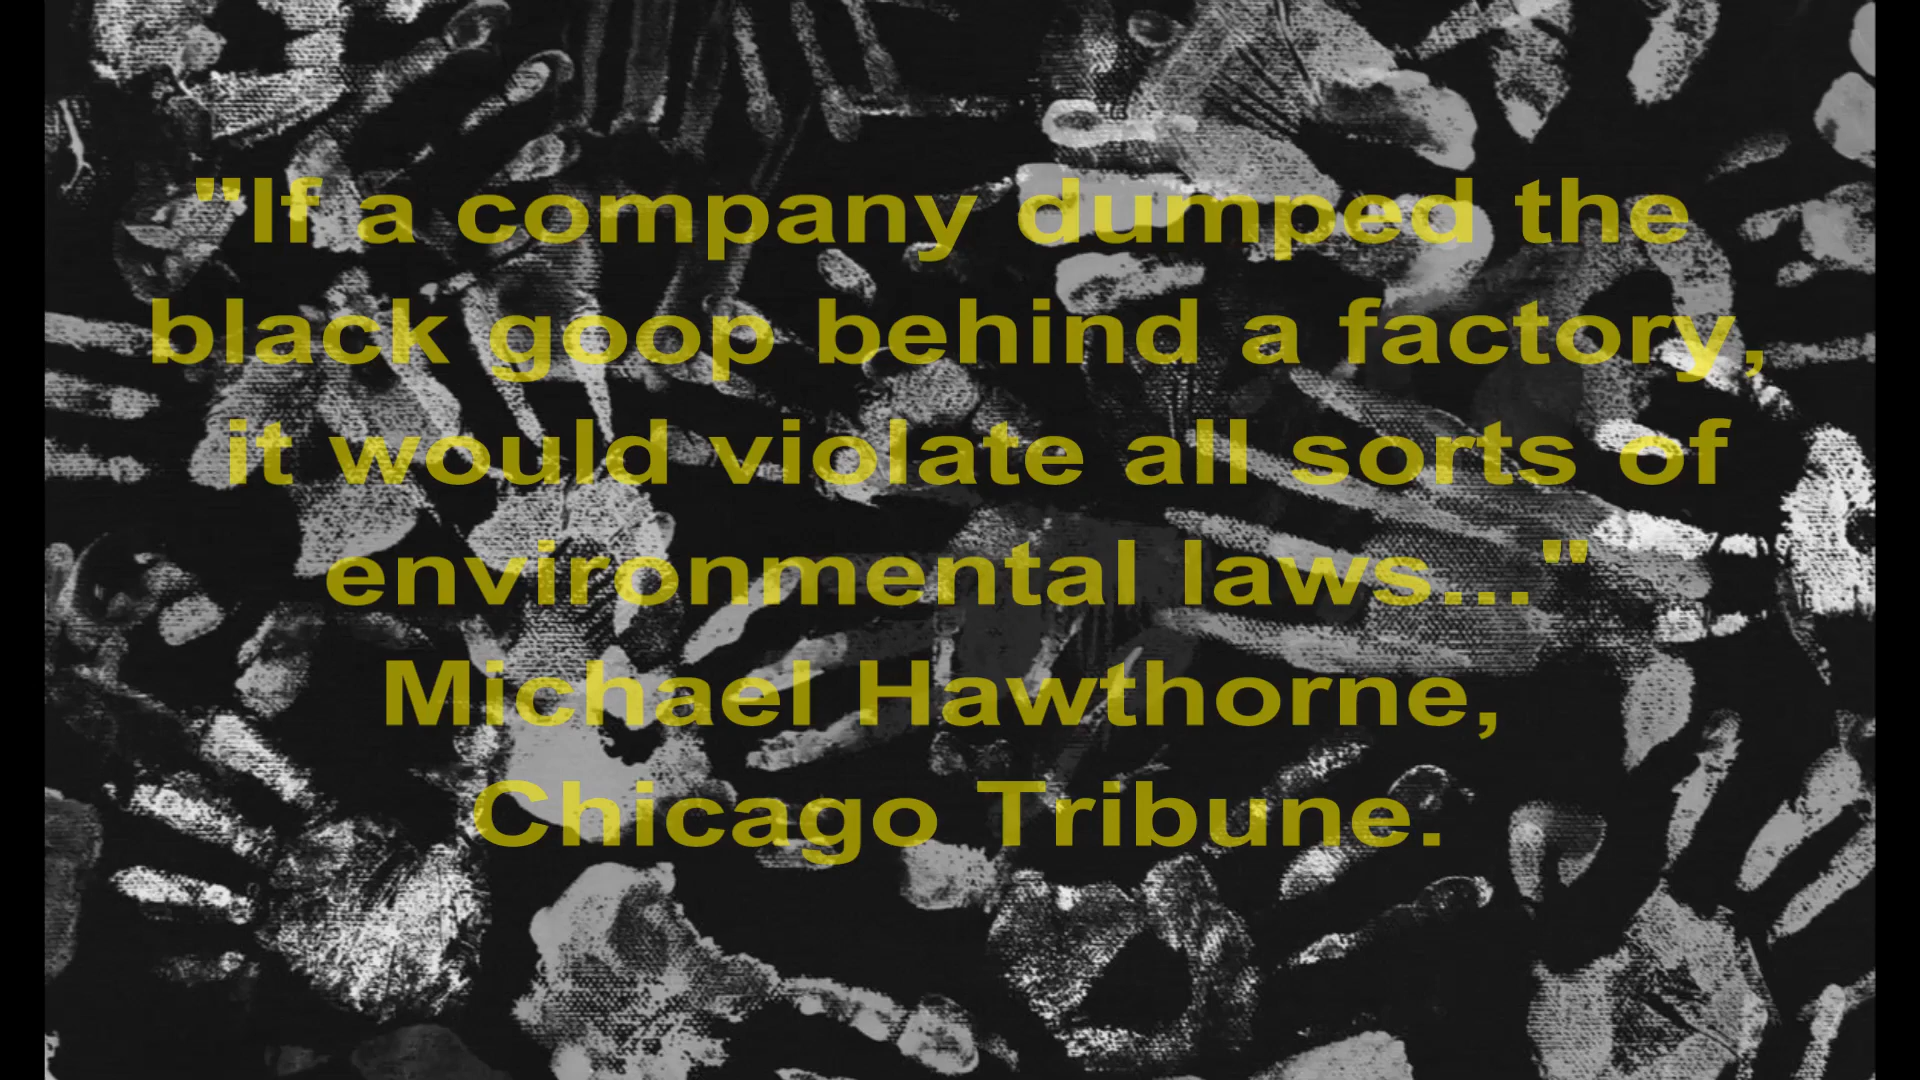 "If a company dumped the
black goop behind a factory,
it would violate all sorts of
environmental laws..."
Michael Hawthorne,
Chicago Tribune.